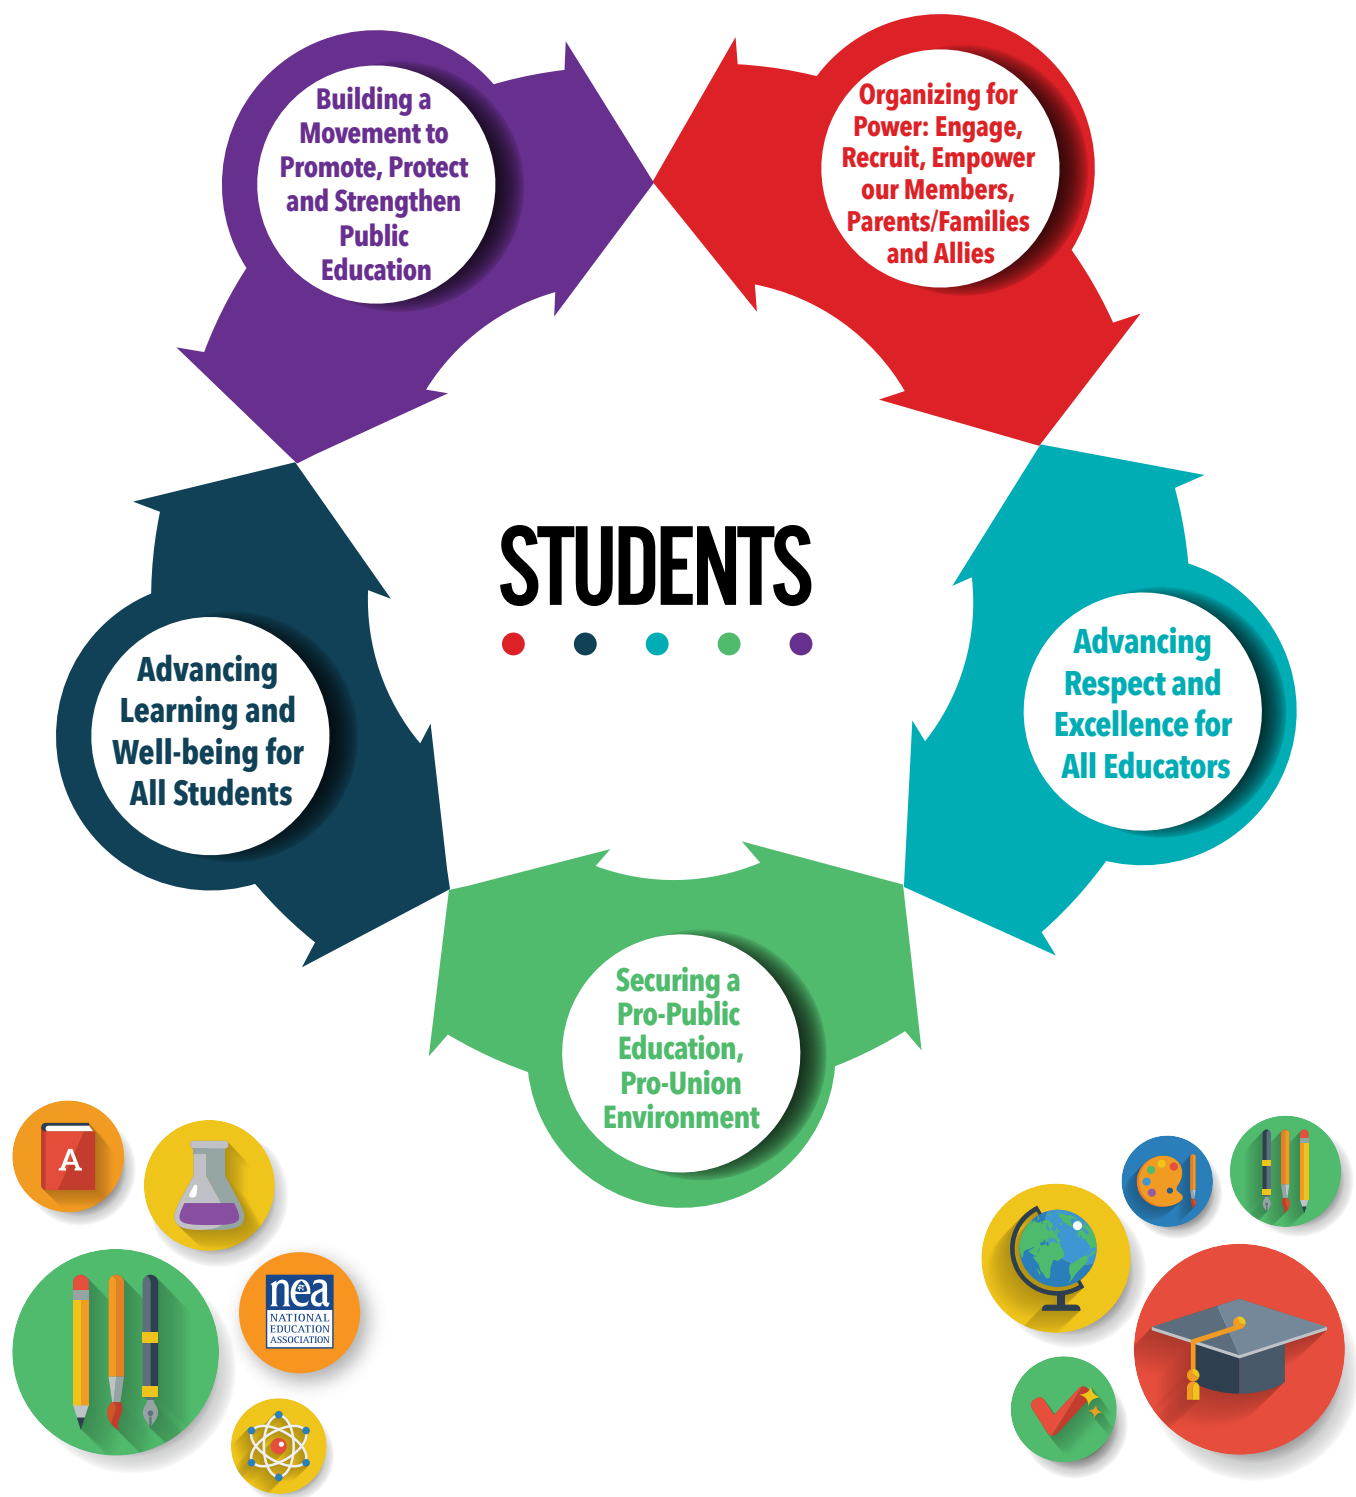 Building a
Movement to
Promote, Protect
and Strengthen
Public
Education
Organizing for
Power: Engage,
Recruit, Empower
our Members,
Parents/Families
and Allies
STUDENTS
Advancing
Learning and
Well-being for
All Students
Advancing
Respect and
Excellence for
All Educators
Securing a
Pro-Public
Education,
Pro-Union
Environment
A
nea
NATIONAL
EDUCATION
ASSOCIATION